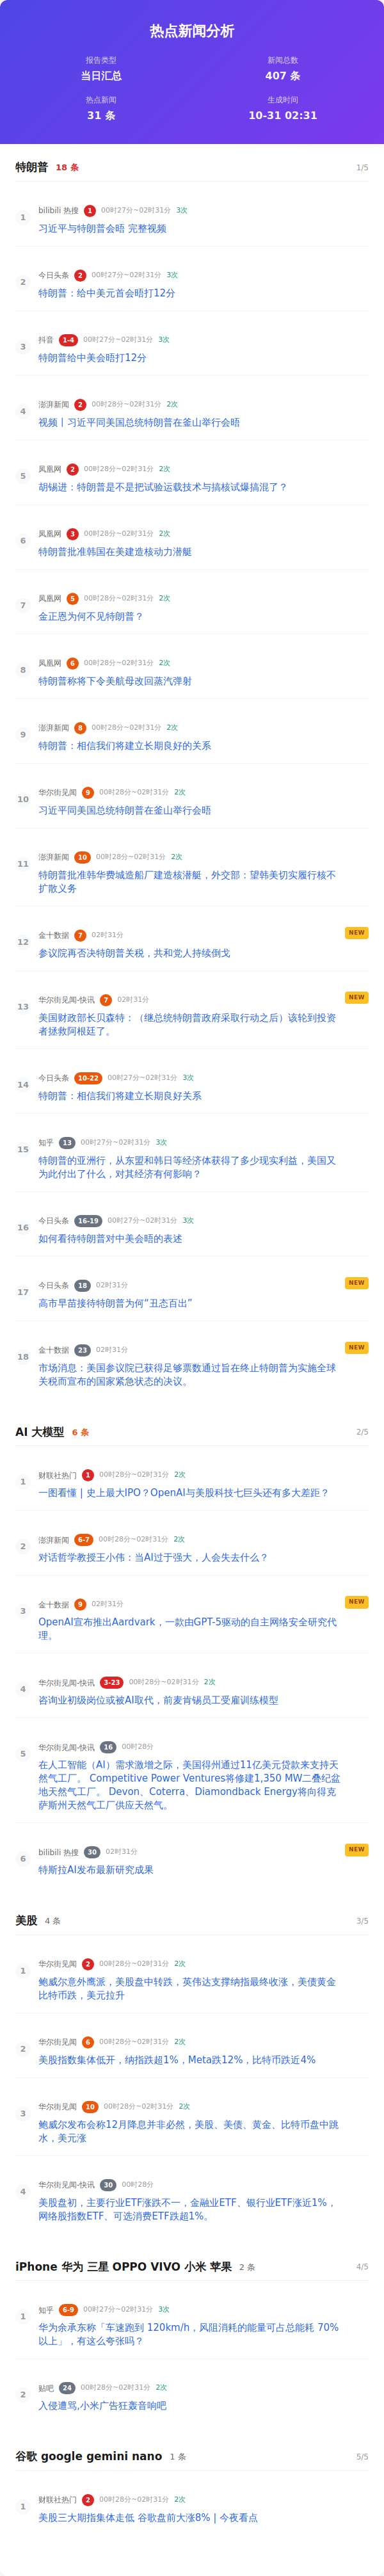 热点新闻分析
报告类型
当日汇总
新闻总数
407 条
热点新闻
31 条
生成时间
10-31 02:31
特朗普 18 条 1/5
1
bilibili 热搜 1 00时27分~02时31分 3次
习近平与特朗普会晤 完整视频
2
今日头条 2 00时27分~02时31分 3次
特朗普：给中美元首会晤打12分
3
抖音 1-4 00时27分~02时31分 3次
特朗普给中美会晤打12分
4
澎湃新闻 2 00时28分~02时31分 2次
视频丨习近平同美国总统特朗普在釜山举行会晤
5
凤凰网 2 00时28分~02时31分 2次
胡锡进：特朗普是不是把试验运载技术与搞核试爆搞混了？
6
凤凰网 3 00时28分~02时31分 2次
特朗普批准韩国在美建造核动力潜艇
7
凤凰网 5 00时28分~02时31分 2次
金正恩为何不见特朗普？
8
凤凰网 6 00时28分~02时31分 2次
特朗普称将下令美航母改回蒸汽弹射
9
澎湃新闻 8 00时28分~02时31分 2次
特朗普：相信我们将建立长期良好的关系
10
华尔街见闻 9 00时28分~02时31分 2次
习近平同美国总统特朗普在釜山举行会晤
11
澎湃新闻 10 00时28分~02时31分 2次
特朗普批准韩华费城造船厂建造核潜艇，外交部：望韩美切实履行核不
扩散义务
12
金十数据 7 02时31分 NEW
参议院再否决特朗普关税，共和党人持续倒戈
13
华尔街见闻-快讯 7 02时31分 NEW
美国财政部长贝森特：（继总统特朗普政府采取行动之后）该轮到投资
者拯救阿根廷了。
14
今日头条 10-22 00时27分~02时31分 3次
特朗普：相信我们将建立长期良好关系
15
知乎 13 00时27分~02时31分 3次
特朗普的亚洲行，从东盟和韩日等经济体获得了多少现实利益，美国又
为此付出了什么，对其经济有何影响？
16
今日头条 16-19 00时27分~02时31分 3次
如何看待特朗普对中美会晤的表述
17
今日头条 18 02时31分 NEW
高市早苗接待特朗普为何“丑态百出”
18
金十数据 23 02时31分 NEW
市场消息：美国参议院已获得足够票数通过旨在终止特朗普为实施全球
关税而宣布的国家紧急状态的决议。
AI 大模型 6 条 2/5
1
财联社热门 1 00时28分~02时31分 2次
一图看懂 | 史上最大IPO？OpenAI与美股科技七巨头还有多大差距？
2
澎湃新闻 6-7 00时28分~02时31分 2次
对话哲学教授王小伟：当AI过于强大，人会失去什么？
3
金十数据 9 02时31分 NEW
OpenAI宣布推出Aardvark，一款由GPT-5驱动的自主网络安全研究代
理。
4
华尔街见闻-快讯 3-23 00时28分~02时31分 2次
咨询业初级岗位或被AI取代，前麦肯锡员工受雇训练模型
5
华尔街见闻-快讯 16 00时28分
在人工智能（AI）需求激增之际，美国得州通过11亿美元贷款来支持天
然气工厂。 Competitive Power Ventures将修建1,350 MW二叠纪盆
地天然气工厂。 Devon、Coterra、Diamondback Energy将向得克
萨斯州天然气工厂供应天然气。
6
bilibili 热搜 30 02时31分 NEW
特斯拉AI发布最新研究成果
美股 4 条 3/5
1
华尔街见闻 2 00时28分~02时31分 2次
鲍威尔意外鹰派，美股盘中转跌，英伟达支撑纳指最终收涨，美债黄金
比特币跌，美元拉升
2
华尔街见闻 6 00时28分~02时31分 2次
美股指数集体低开，纳指跌超1%，Meta跌12%，比特币跌近4%
3
华尔街见闻 10 00时28分~02时31分 2次
鲍威尔发布会称12月降息并非必然，美股、美债、黄金、比特币盘中跳
水，美元涨
4
华尔街见闻-快讯 30 00时28分
美股盘初，主要行业ETF涨跌不一，金融业ETF、银行业ETF涨近1%，
网络股指数ETF、可选消费ETF跌超1%。
iPhone 华为 三星 OPPO VIVO 小米 苹果 2 条 4/5
1
知乎 6-9 00时27分~02时31分 3次
华为余承东称「车速跑到 120km/h，风阻消耗的能量可占总能耗 70%
以上」，有这么夸张吗？
2
贴吧 24 00时28分~02时31分 2次
入侵遭骂,小米广告狂轰音响吧
谷歌 google gemini nano 1 条 5/5
1
财联社热门 2 00时28分~02时31分 2次
美股三大期指集体走低 谷歌盘前大涨8% | 今夜看点